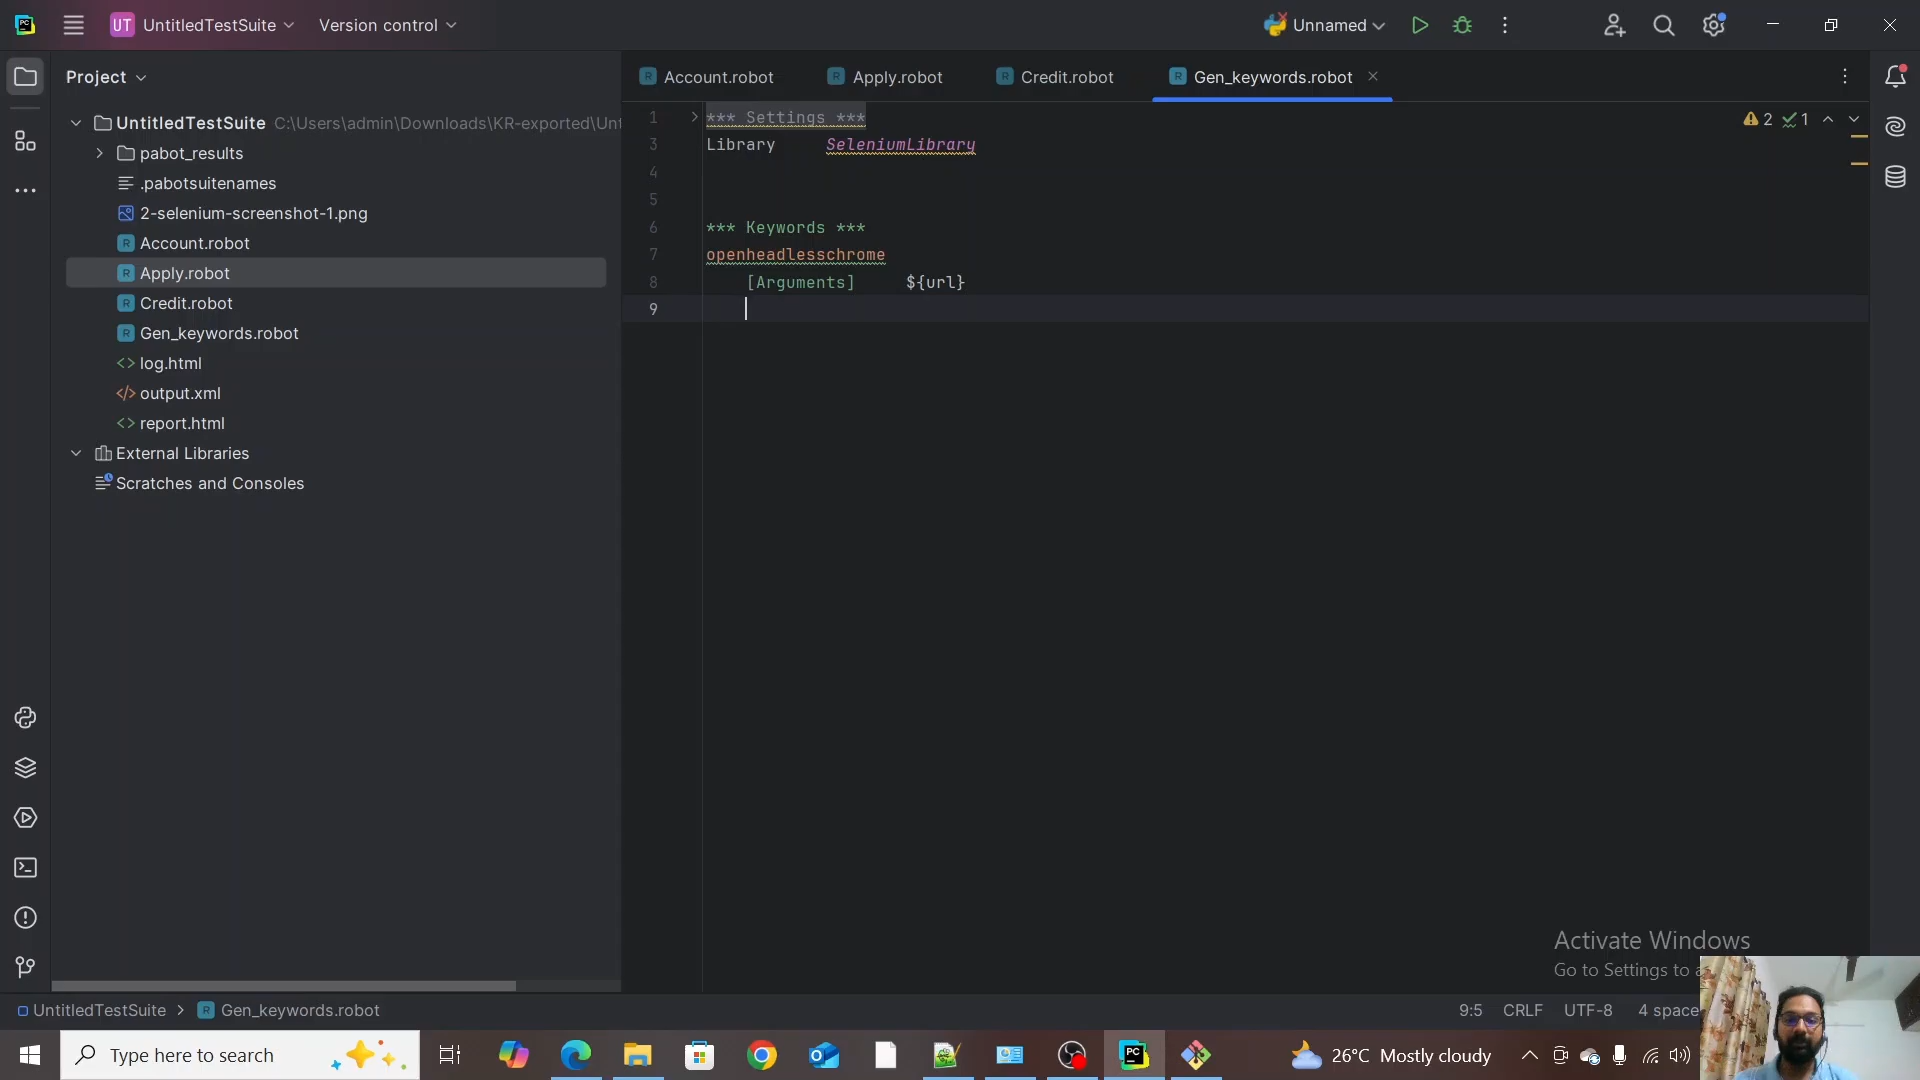 UT UntitledTestSuite
Version control
Unnamed
Project
UntitledTestSuite C:\Users\admin\Downloads\KR-exported\Unt
pabot_results
.pabotsuitenames
2-selenium-screenshot-1.png
Account.robot
Apply.robot
Credit.robot
Gen_keywords.robot
log.html
output.xml
report.html
External Libraries
Scratches and Consoles
Account.robot
Apply.robot
Credit.robot
Gen_keywords.robot
1 *** Settings ***
3 Library SeleniumLibrary
4
5
6 *** Keywords ***
7 openheadlesschrome
8 [Arguments] ${url}
9
2 1
Activate Windows
Go to Settings to a
UntitledTestSuite > Gen_keywords.robot
9:5 CRLF UTF-8 4 space
Type here to search
26°C Mostly cloudy